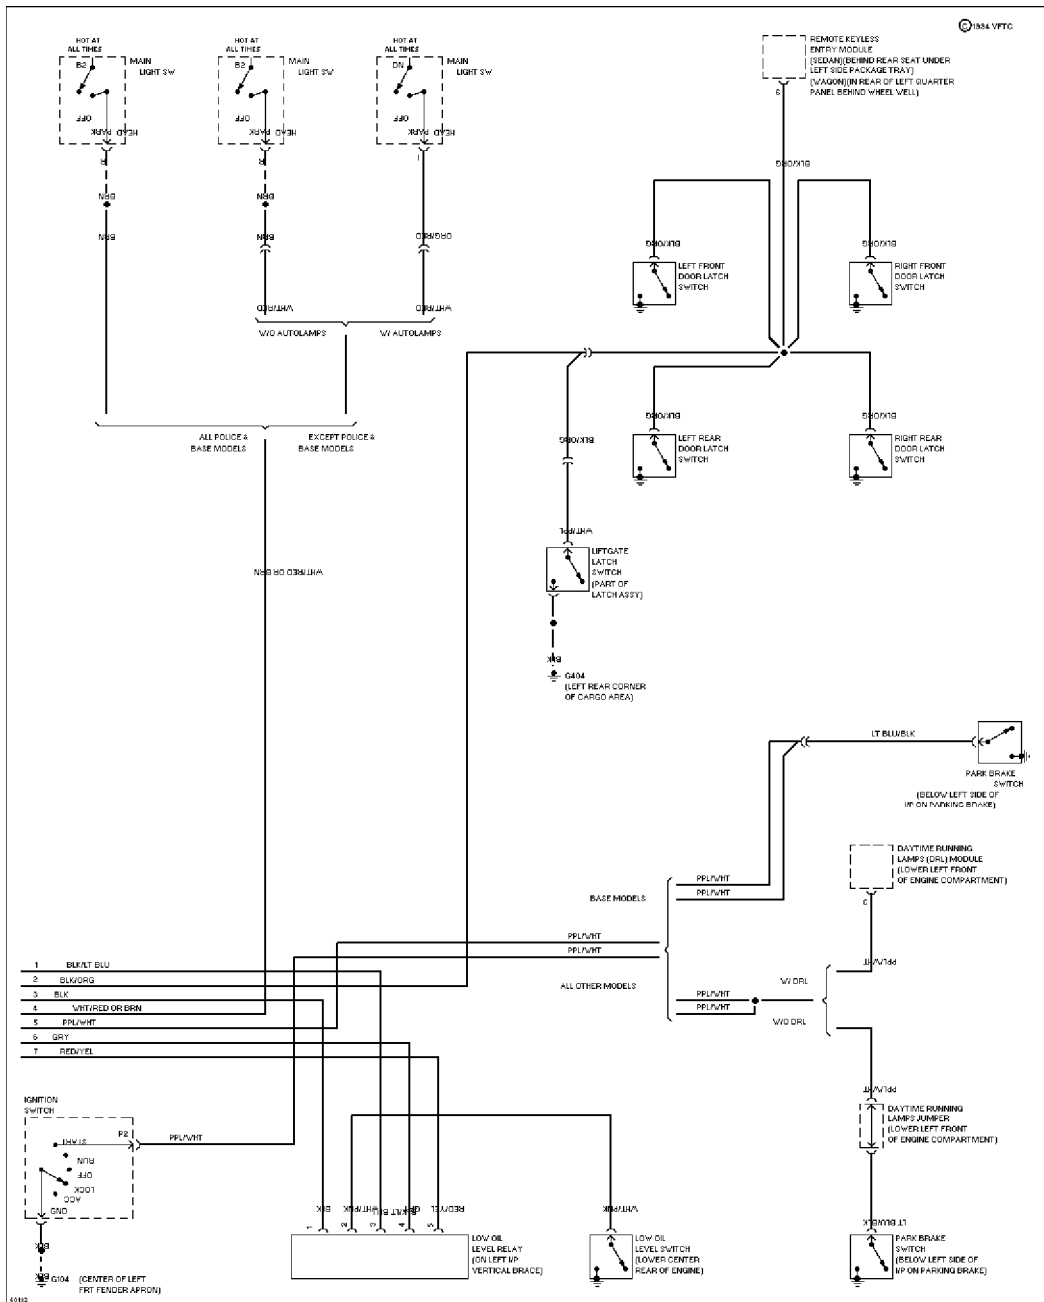 © 1994 VFTC
HOT AT
ALL TIMES
B2
MAIN
LIGHT SW
OFF
PARK
HEAD
R
BRN
BRN
HOT AT
ALL TIMES
B2
MAIN
LIGHT SW
OFF
PARK
HEAD
R
BRN
BRN
WHT/RED
W/O AUTOLAMPS
HOT AT
ALL TIMES
DN
MAIN
LIGHT SW
OFF
PARK
HEAD
I
ORG/RED
WHT/RED
W/ AUTOLAMPS
ALL POLICE &
BASE MODELS
EXCEPT POLICE &
BASE MODELS
WHT/RED OR BRN
REMOTE KEYLESS
ENTRY MODULE
(SEDAN)(BEHIND REAR SEAT UNDER
LEFT SIDE PACKAGE TRAY)
(WAGON)(IN REAR OF LEFT QUARTER
PANEL BEHIND WHEEL WELL)
6
BLK/ORG
BLK/ORG
LEFT FRONT
DOOR LATCH
SWITCH
BLK/ORG
RIGHT FRONT
DOOR LATCH
SWITCH
BLK/ORG
LEFT REAR
DOOR LATCH
SWITCH
BLK/ORG
RIGHT REAR
DOOR LATCH
SWITCH
BLK/ORG
WHT/PPL
LIFTGATE
LATCH
SWITCH
(PART OF
LATCH ASSY)
BLK
G404
(LEFT REAR CORNER
OF CARGO AREA)
LT BLU/BLK
PARK BRAKE
SWITCH
(BELOW LEFT SIDE OF
I/P ON PARKING BRAKE)
DAYTIME RUNNING
LAMPS (DRL) MODULE
(LOWER LEFT FRONT
OF ENGINE COMPARTMENT)
3
PPL/WHT
BASE MODELS
PPL/WHT
PPL/WHT
PPL/WHT
PPL/WHT
ALL OTHER MODELS
PPL/WHT
PPL/WHT
W/ DRL
W/O DRL
PPL/WHT
DAYTIME RUNNING
LAMPS JUMPER
(LOWER LEFT FRONT
OF ENGINE COMPARTMENT)
LT BLU/BLK
PARK BRAKE
SWITCH
(BELOW LEFT SIDE OF
I/P ON PARKING BRAKE)
1 BLK/LT BLU
2 BLK/ORG
3 BLK
4 WHT/RED OR BRN
5 PPL/WHT
6 GRY
7 RED/YEL
IGNITION
SWITCH
P2
START
RUN
OFF
LOCK
ACC
GND
PPL/WHT
BLK
BLK
G104
(CENTER OF LEFT
FRT FENDER APRON)
BLK
WHT/PNK
BLK/LT BLU
GRY
RED/YEL
1
2
3
4
5
LOW OIL
LEVEL RELAY
(ON LEFT I/P
VERTICAL BRACE)
WHT/PNK
LOW OIL
LEVEL SWITCH
(LOWER CENTER
REAR OF ENGINE)